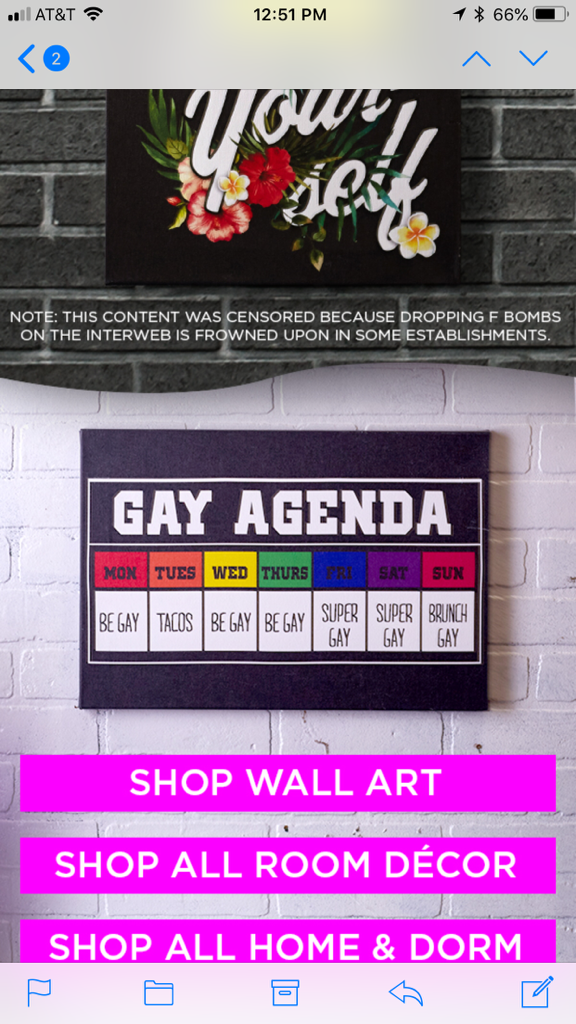 AT&T 12:51 PM 66%
2
Your
self
NOTE: THIS CONTENT WAS CENSORED BECAUSE DROPPING F BOMBS
ON THE INTERWEB IS FROWNED UPON IN SOME ESTABLISHMENTS.
GAY AGENDA
MON TUES WED THURS FRI SAT SUN
BE GAY TACOS BE GAY BE GAY SUPER GAY SUPER GAY BRUNCH GAY
SHOP WALL ART
SHOP ALL ROOM DÉCOR
SHOP ALL HOME & DORM